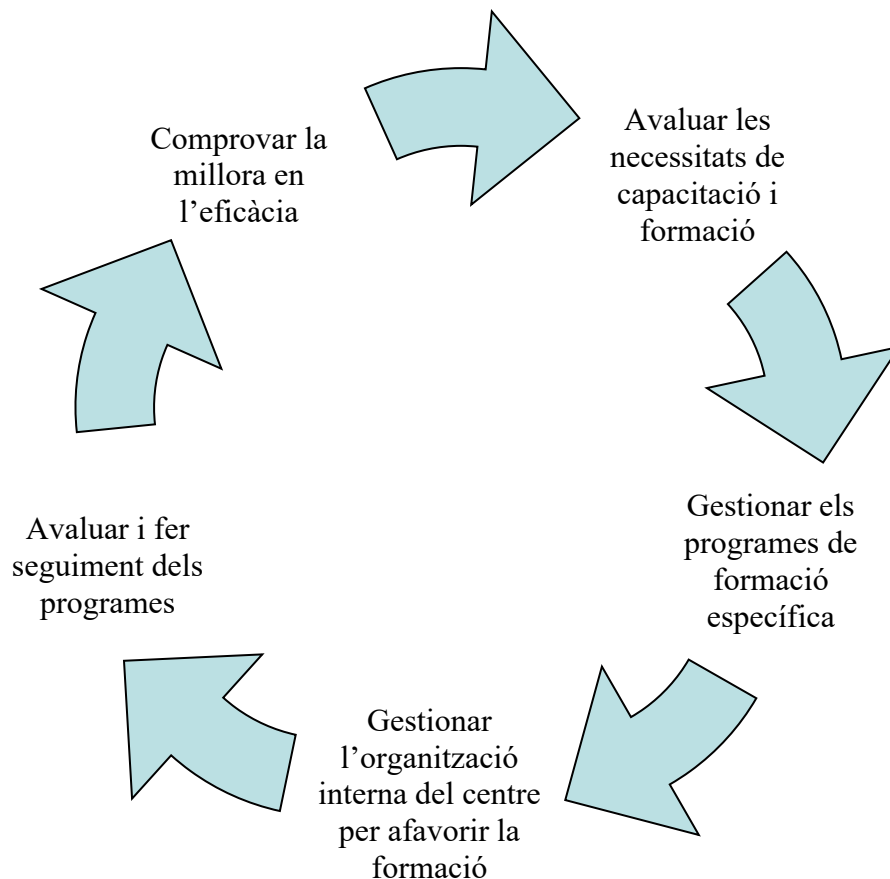 Comprovar la
millora en
l’eficàcia
Avaluar les
necessitats de
capacitació i
formació
Gestionar els
programes de
formació
específica
Gestionar
l’organització
interna del centre
per afavorir la
formació
Avaluar i fer
seguiment dels
programes